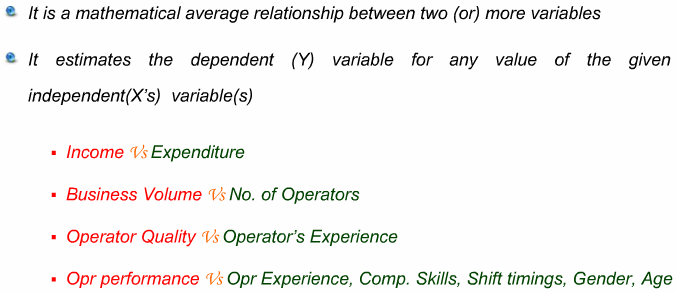 It is a mathematical average relationship between two (or) more variables
It estimates the dependent (Y) variable for any value of the given
independent(X's) variable(s)
Income Vs Expenditure
Business Volume Vs No. of Operators
Operator Quality Vs Operator's Experience
Opr performance Vs Opr Experience, Comp. Skills, Shift timings, Gender, Age